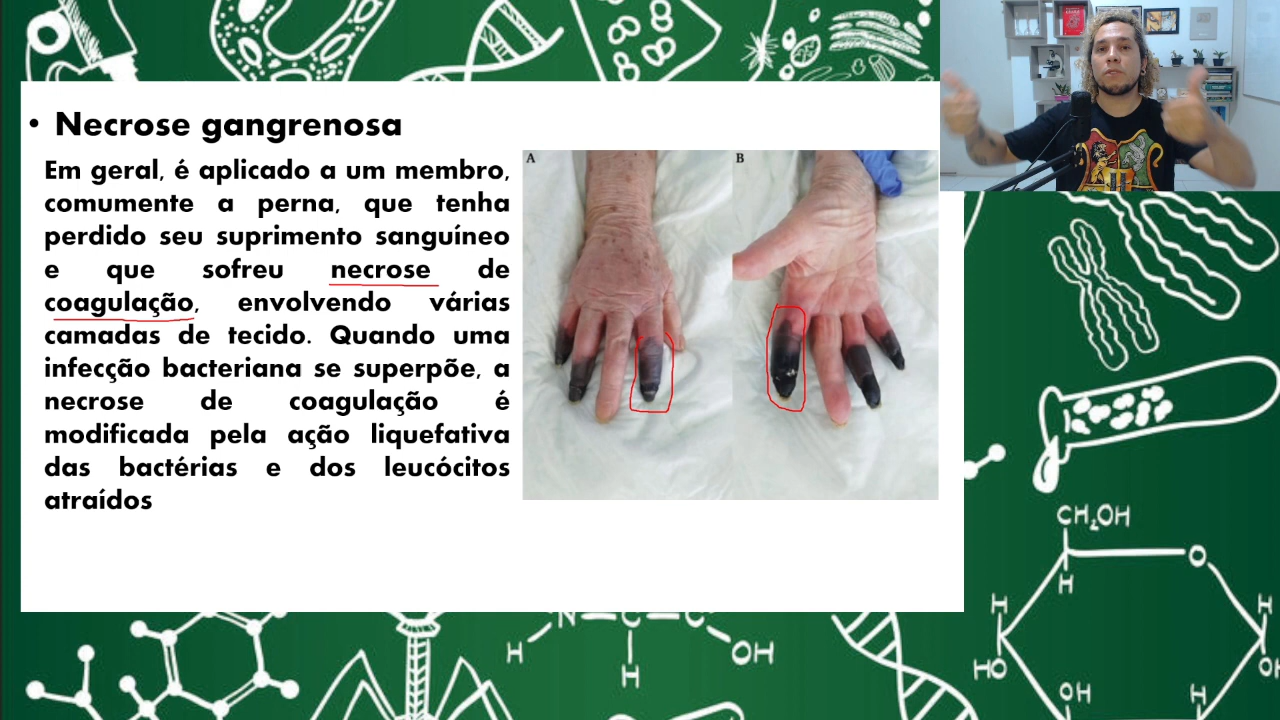 • Necrose gangrenosa
Em geral, é aplicado a um membro,
comumente a perna, que tenha
perdido seu suprimento sanguíneo
e que sofreu necrose de
coagulação, envolvendo várias
camadas de tecido. Quando uma
infecção bacteriana se superpõe, a
necrose de coagulação é
modificada pela ação liquefativa
das bactérias e dos leucócitos
atraídos
A
B
CH₂OH
O
H
H
H
HO
OH
OH
H
N
C
C
H
OH
H